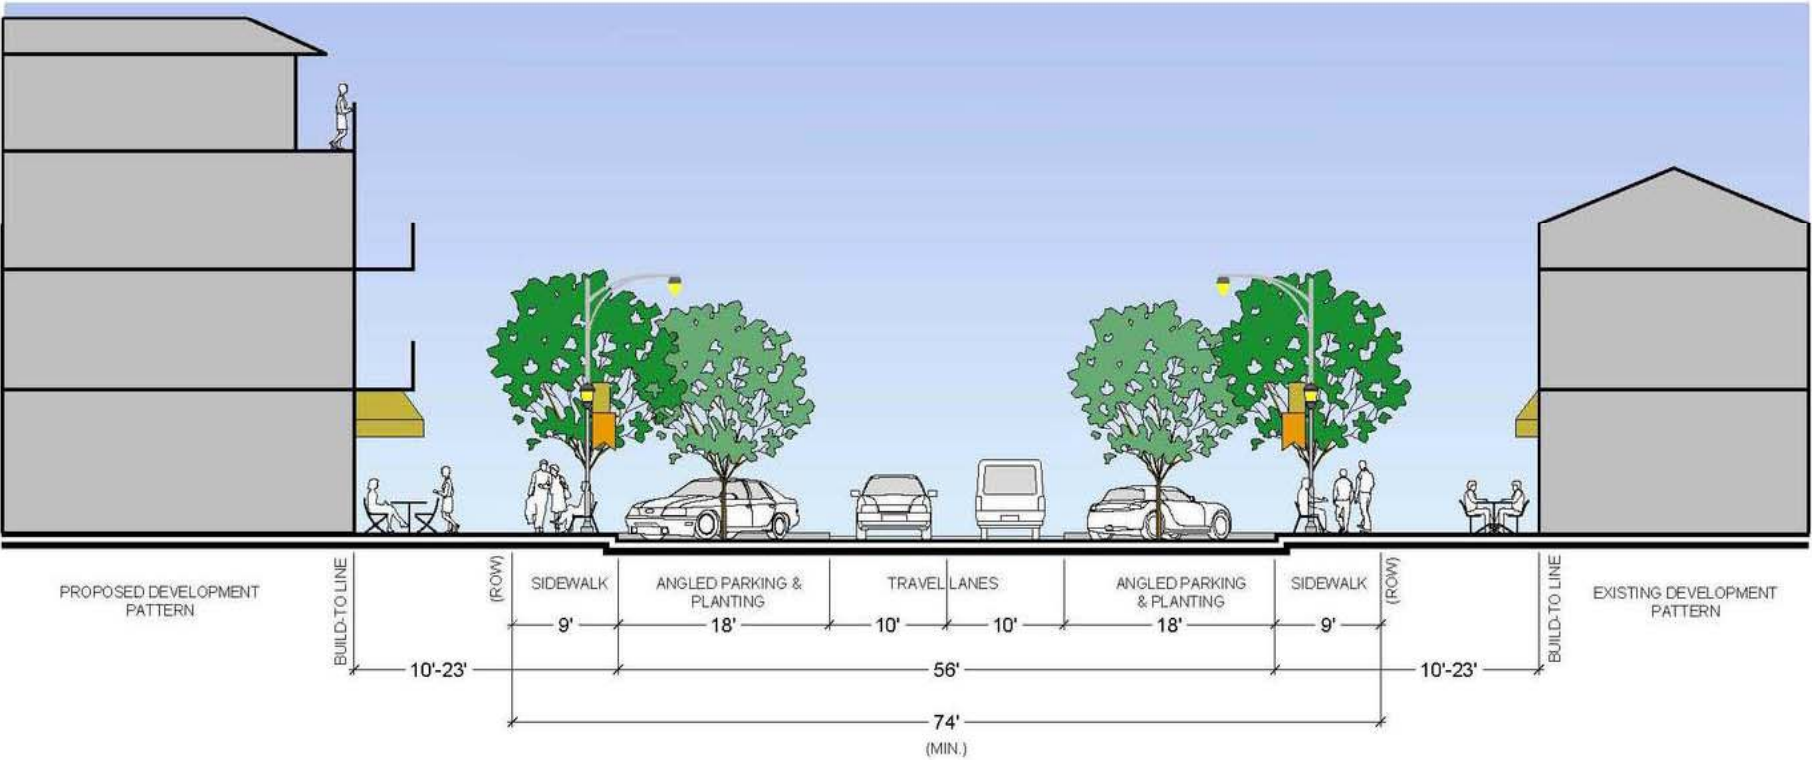 PROPOSED DEVELOPMENT
PATTERN
BUILD-TO LINE
(ROW)
SIDEWALK
ANGLED PARKING &
PLANTING
TRAVEL LANES
ANGLED PARKING
& PLANTING
SIDEWALK
(ROW)
BUILD-TO LINE
EXISTING DEVELOPMENT
PATTERN
9' 18' 10' 10' 18' 9'
10'-23' 56' 10'-23'
74'
(MIN.)